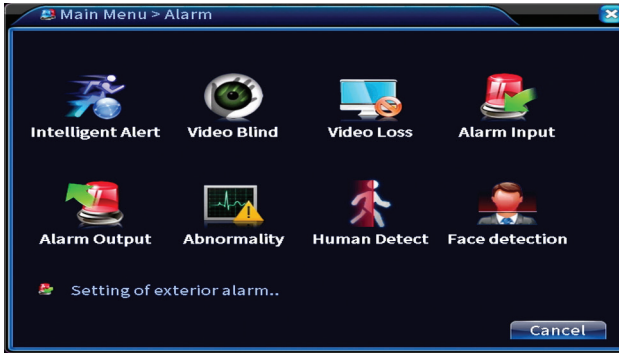 Main Menu > Alarm
Intelligent Alert Video Blind Video Loss Alarm Input
Alarm Output Abnormality Human Detect Face detection
Setting of exterior alarm..
Cancel